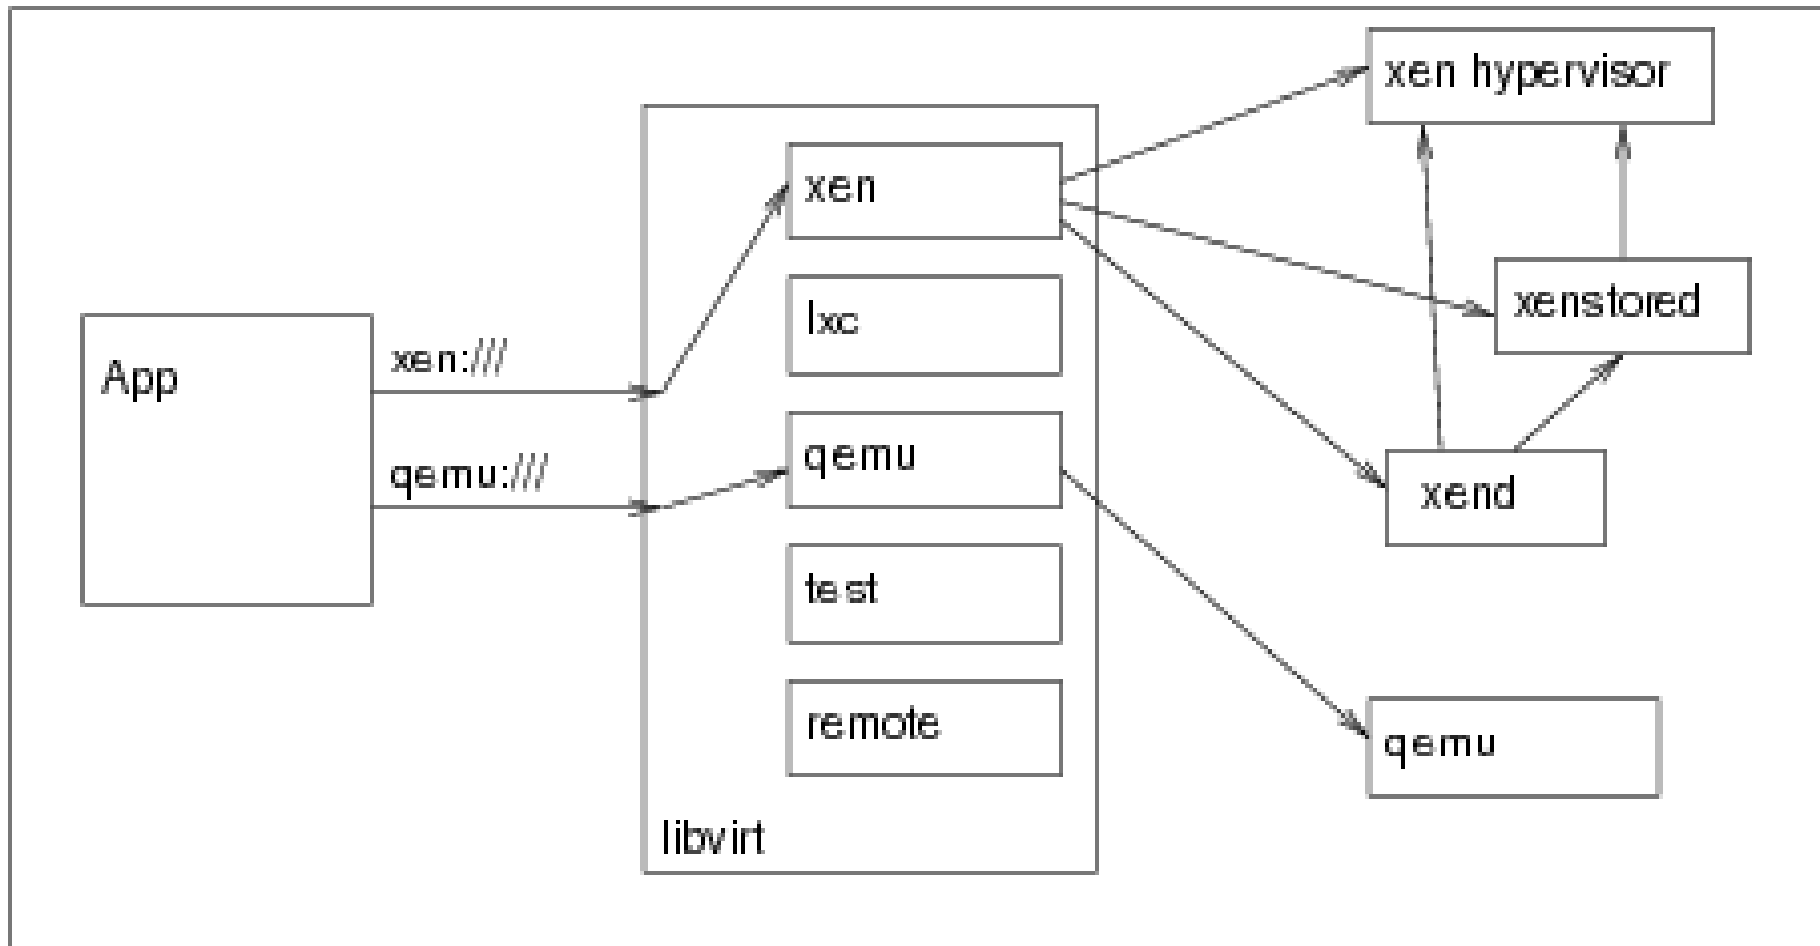 App
xen:///
qemu:///
xen
lxc
qemu
test
remote
libvirt
xen hypervisor
xenstored
xend
qemu